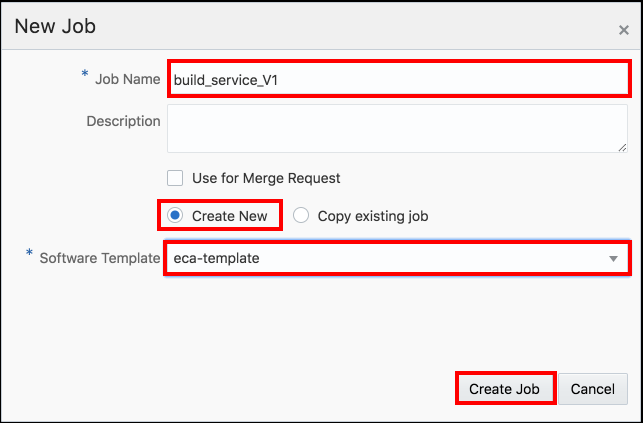 New Job
×
* Job Name build_service_V1
Description
Use for Merge Request
Create New Copy existing job
* Software Template eca-template
Create Job Cancel